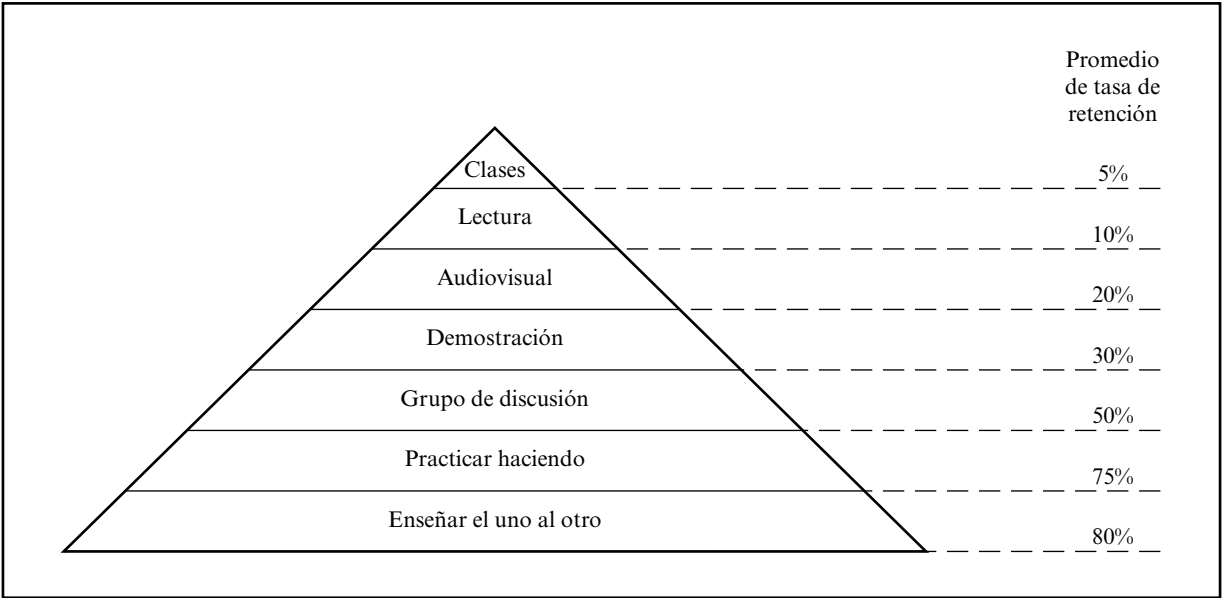 Promedio
de tasa de
retención
Clases
5%
Lectura
10%
Audiovisual
20%
Demostración
30%
Grupo de discusión
50%
Practicar haciendo
75%
Enseñar el uno al otro
80%